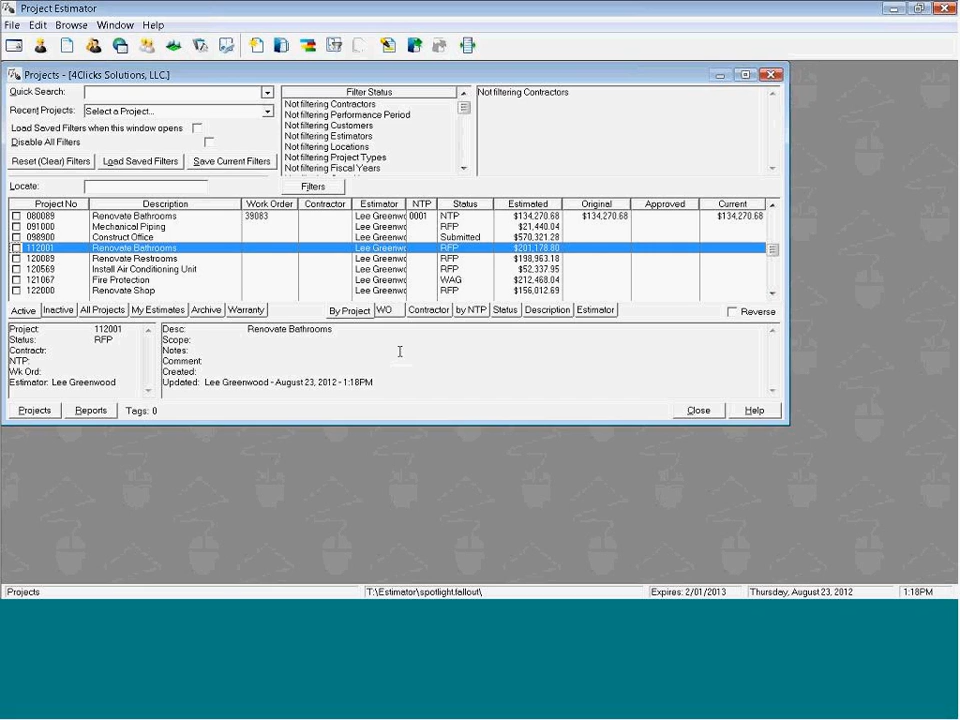 Project Estimator
File Edit Browse Window Help
Projects - [4Clicks Solutions, LLC.]
Quick Search:
Recent Projects: Select a Project...
Load Saved Filters when this window opens
Disable All Filters
Reset (Clear) Filters Load Saved Filters Save Current Filters
Filter Status
Not filtering Contractors
Not filtering Performance Period
Not filtering Customers
Not filtering Estimators
Not filtering Locations
Not filtering Project Types
Not filtering Fiscal Years
Not filtering Contractors
Locate: Filters
Project No Description Work Order Contractor Estimator NTP Status Estimated Original Approved Current
080089 Renovate Bathrooms 39083 Lee Greenwo 0001 NTP $134,270.68 $134,270.68 $134,270.68
091000 Mechanical Piping Lee Greenwo RFP $21,440.04
098900 Construct Office Lee Greenwo Submitted $570,321.28
112001 Renovate Bathrooms Lee Greenwo RFP $201,178.80
120089 Renovate Restrooms Lee Greenwo RFP $198,963.18
120569 Install Air Conditioning Unit Lee Greenwo RFP $52,337.95
121067 Fire Protection Lee Greenwo WAG $212,468.04
122000 Renovate Shop Lee Greenwo RFP $156,012.69
Active Inactive All Projects My Estimates Archive Warranty By Project WO Contractor by NTP Status Description Estimator Reverse
Project: 112001
Status: RFP
Contractr:
NTP:
Wk Ord:
Estimator: Lee Greenwood
Desc: Renovate Bathrooms
Scope:
Notes:
Comment
Created:
Updated: Lee Greenwood - August 23, 2012 - 1:18PM
Projects Reports Tags: 0 Close Help
Projects T:\Estimator\spotlight.fallout\ Expires: 2/01/2013 Thursday, August 23, 2012 1:18PM